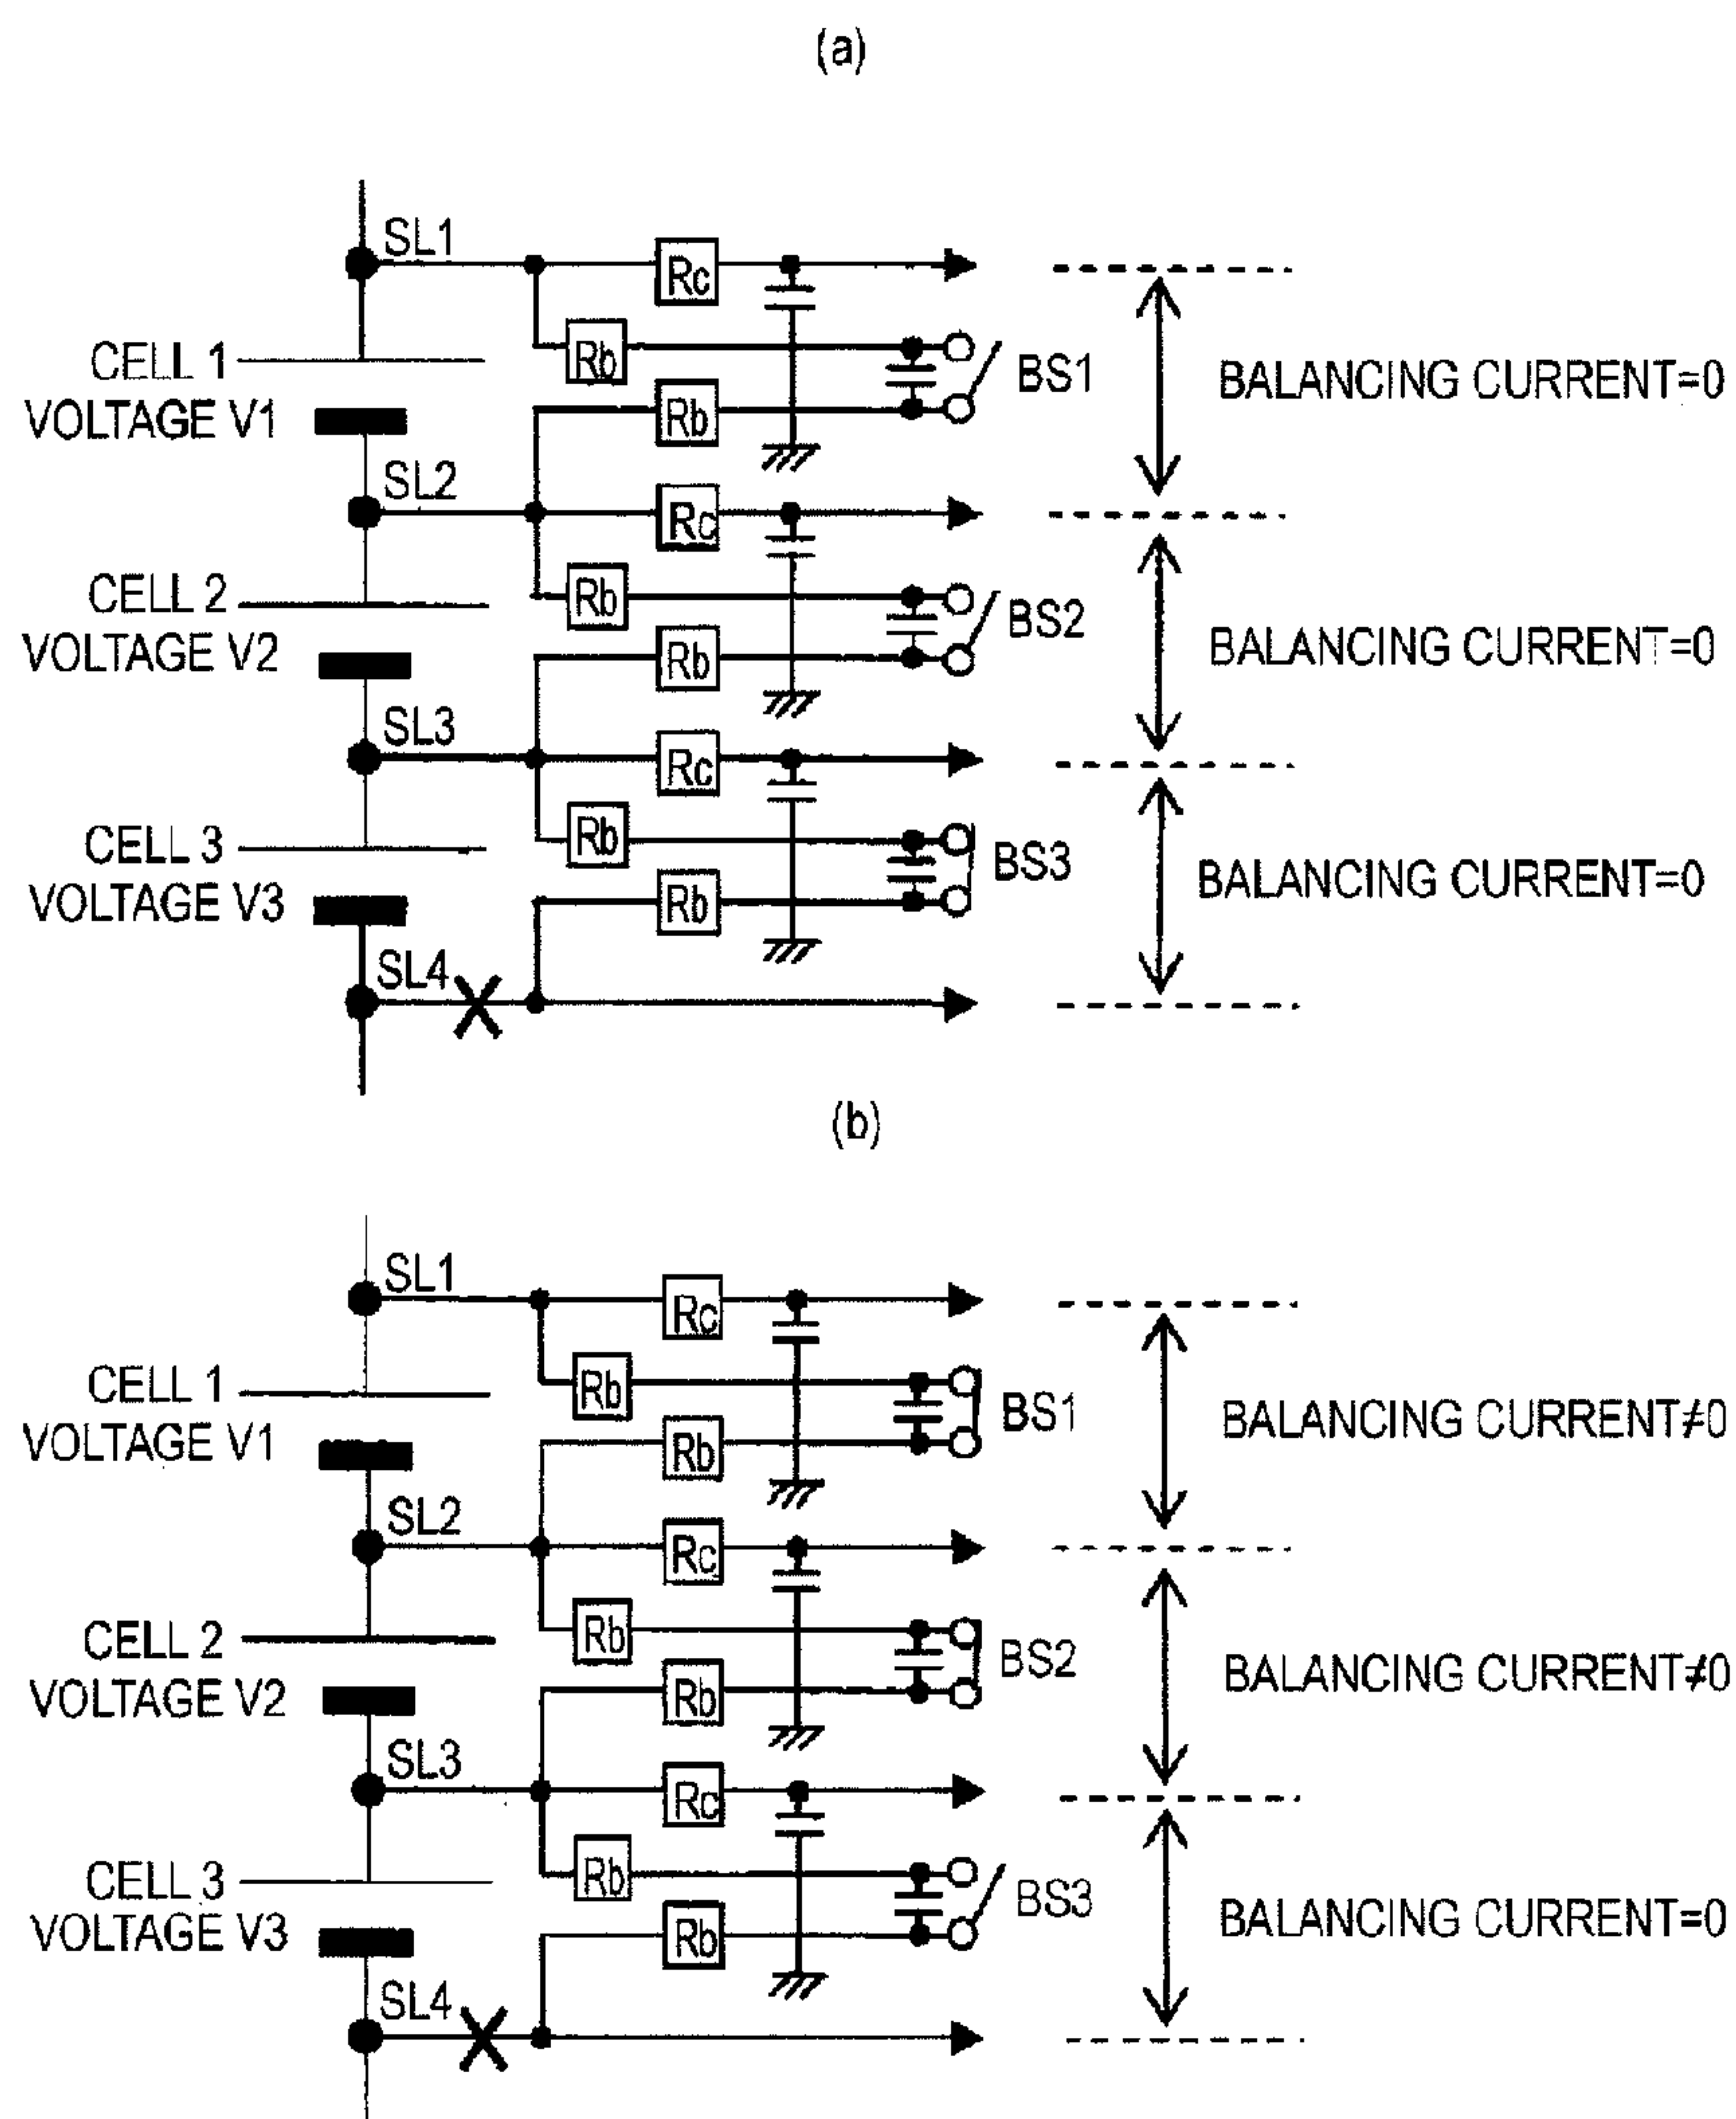 (a)
SL1
Rc
CELL 1
VOLTAGE V1
Rb
BS1
BALANCING CURRENT=0
Rb
SL2
Rc
CELL 2
VOLTAGE V2
Rb
BS2
BALANCING CURRENT=0
Rb
SL3
Rc
CELL 3
VOLTAGE V3
Rb
BS3
BALANCING CURRENT=0
Rb
SL4
(b)
SL1
Rc
CELL 1
VOLTAGE V1
Rb
BS1
BALANCING CURRENT≠0
Rb
SL2
Rc
CELL 2
VOLTAGE V2
Rb
BS2
BALANCING CURRENT≠0
Rb
SL3
Rc
CELL 3
VOLTAGE V3
Rb
BS3
BALANCING CURRENT=0
Rb
SL4